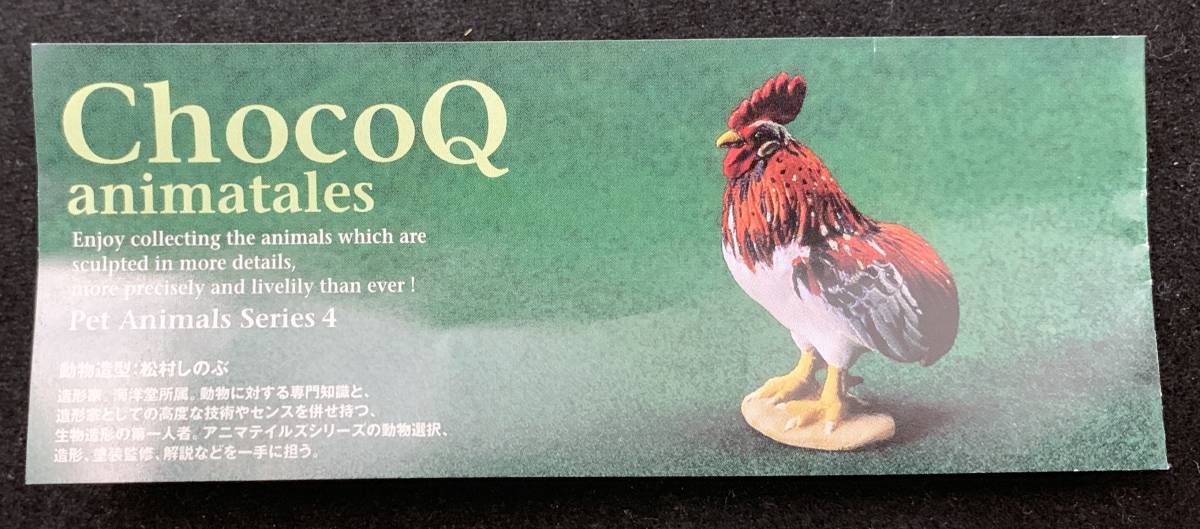 ChocoQ
animatales
Enjoy collecting the animals which are
sculpted in more details,
more precisely and livelily than ever !
Pet Animals Series 4
動物造型:松村しのぶ
造形家。海洋堂所属。動物に対する専門知識と、
造形家としての高度な技術やセンスを併せ持つ、
生物造形の第一人者。アニマテイルズシリーズの動物選択、
造形、塗装監修、解説などを一手に担う。